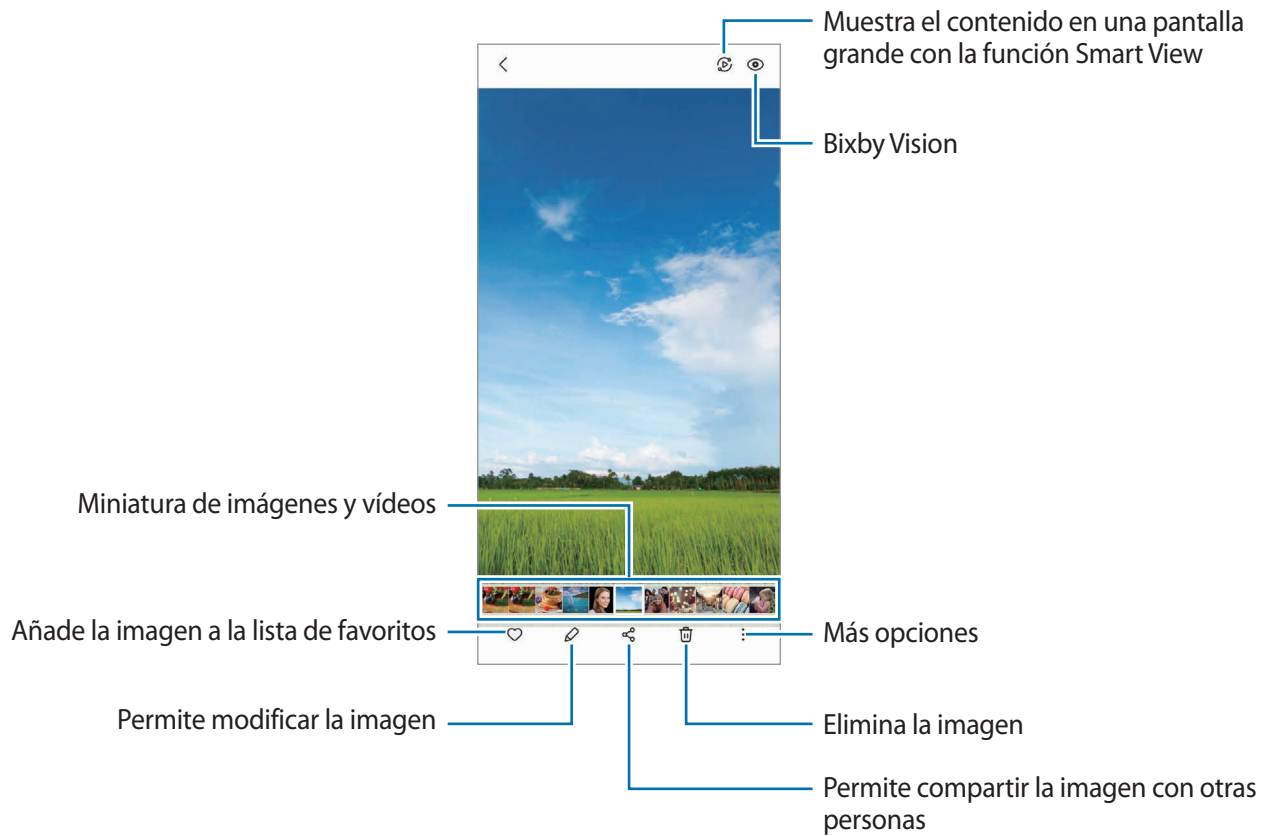 Muestra el contenido en una pantalla
grande con la función Smart View
Bixby Vision
Miniatura de imágenes y vídeos
Añade la imagen a la lista de favoritos
Más opciones
Permite modificar la imagen
Elimina la imagen
Permite compartir la imagen con otras
personas